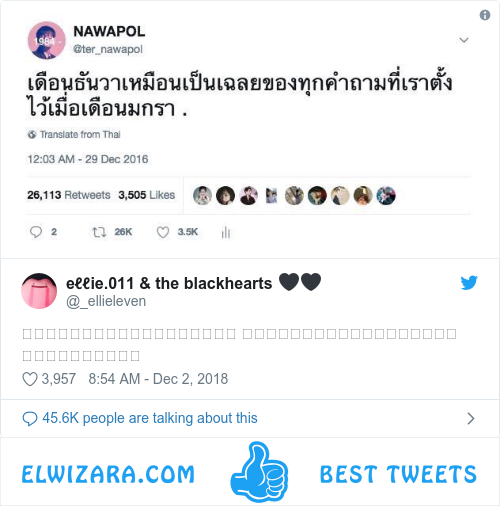 NAWAPOL
@ter_nawapol
เดือนธันวาเหมือนเป็นเฉลยของทุกคำถามที่เราตั้ง
ไว้เมื่อเดือนมกรา .
Translate from Thai
12:03 AM - 29 Dec 2016
26,113 Retweets 3,505 Likes
2 26K 3.5K
eℓℓie.011 & the blackhearts 🖤🖤
@_ellieleven
3,957 8:54 AM - Dec 2, 2018
45.6K people are talking about this
ELWIZARA.COM BEST TWEETS